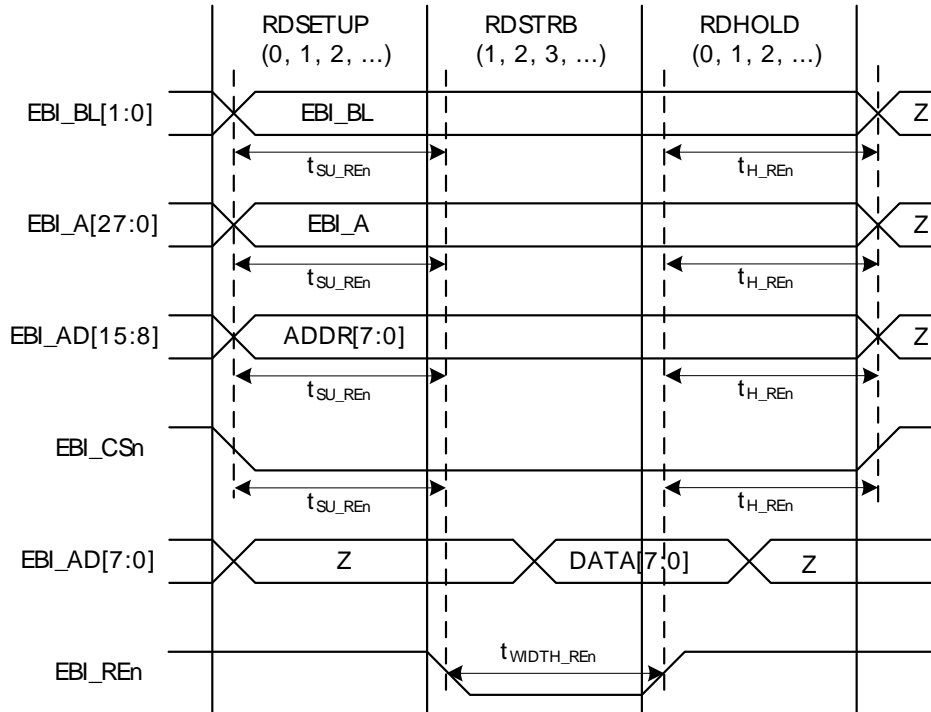 RDSETUP RDSTRB RDHOLD
(0, 1, 2, ...) (1, 2, 3, ...) (0, 1, 2, ...)
EBI_BL[1:0] EBI_BL Z
tSU_REn tH_REn
EBI_A[27:0] EBI_A Z
tSU_REn tH_REn
EBI_AD[15:8] ADDR[7:0] Z
tSU_REn tH_REn
EBI_CSn
tSU_REn tH_REn
EBI_AD[7:0] Z DATA[7:0] Z
tWIDTH_REn
EBI_REn